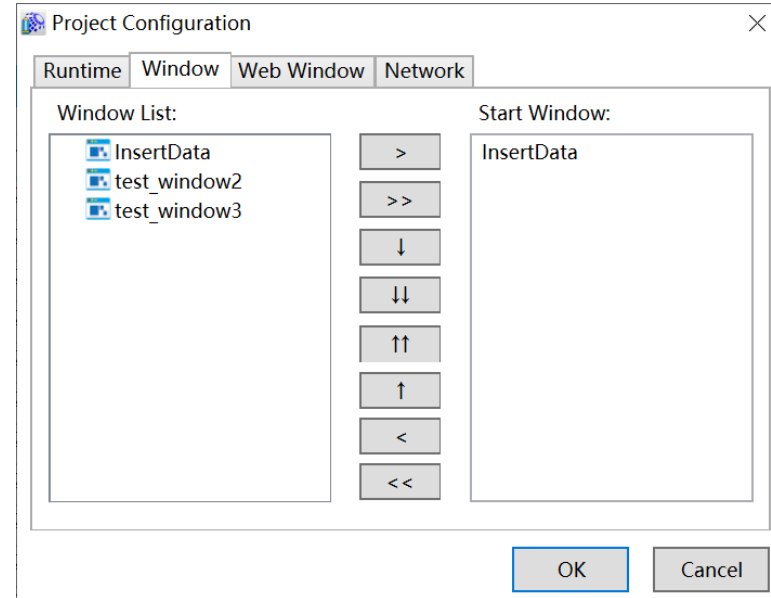 Project Configuration
Runtime Window Web Window Network
Window List:
Start Window:
InsertData
test_window2
test_window3
>
>>
↓
↓↓
↑↑
↑
<
<<
InsertData
OK Cancel